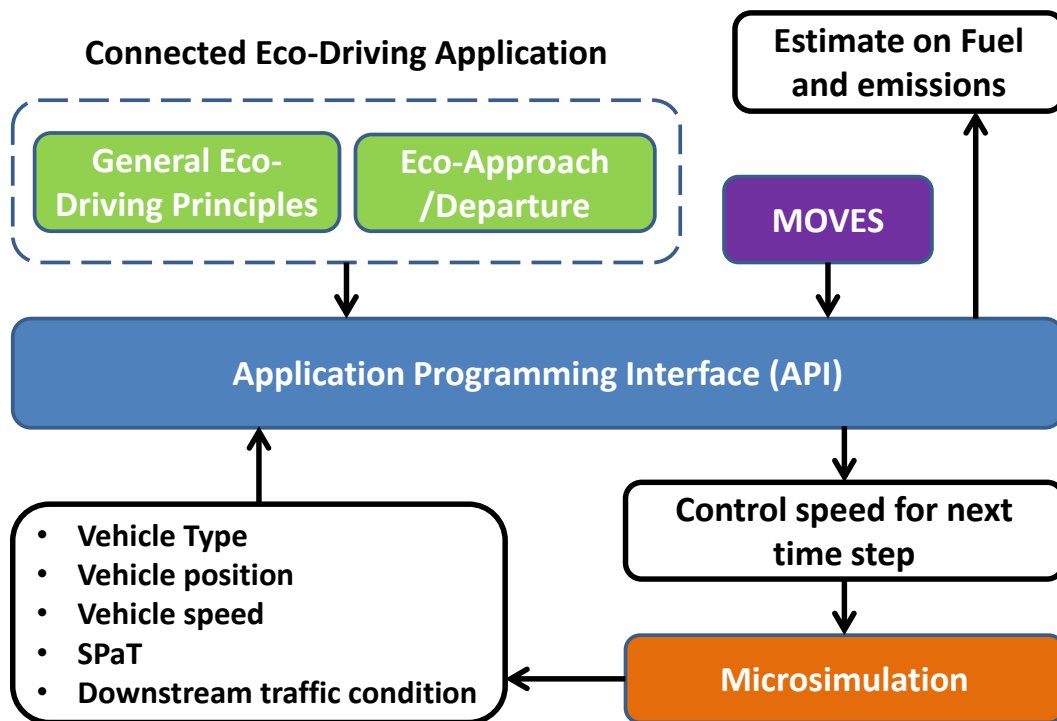 Connected Eco-Driving Application
Estimate on Fuel
and emissions
General Eco-
Driving Principles
Eco-Approach
/Departure
MOVES
Application Programming Interface (API)
• Vehicle Type
• Vehicle position
• Vehicle speed
• SPaT
• Downstream traffic condition
Control speed for next
time step
Microsimulation